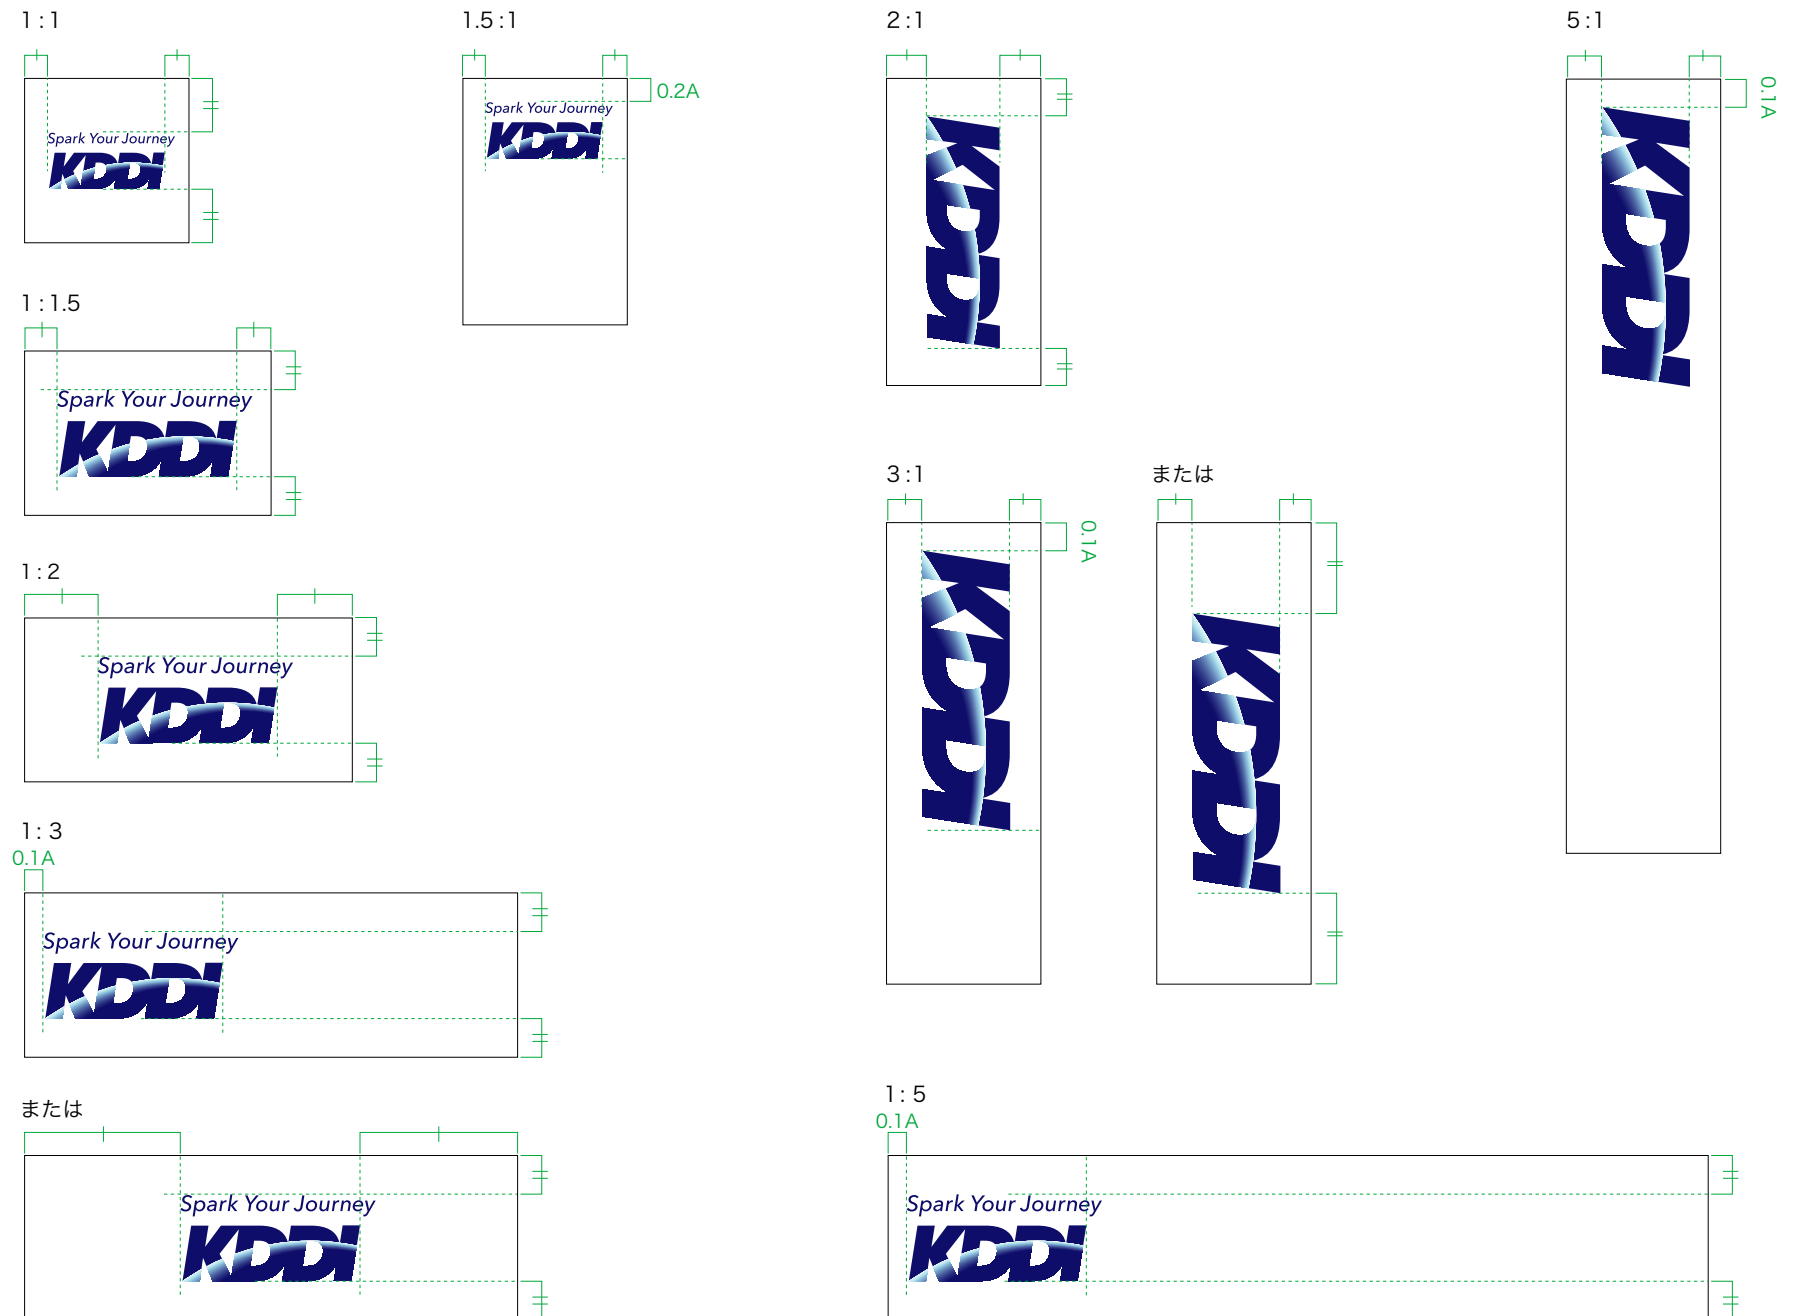 1 : 1
Spark Your Journey
KDDI
1.5 : 1
0.2A
Spark Your Journey
KDDI
1 : 1.5
Spark Your Journey
KDDI
1 : 2
Spark Your Journey
KDDI
1 : 3
0.1A
Spark Your Journey
KDDI
または
Spark Your Journey
KDDI
2 : 1
KDDI
3 : 1
0.1A
KDDI
または
KDDI
5 : 1
0.1A
KDDI
1 : 5
0.1A
Spark Your Journey
KDDI